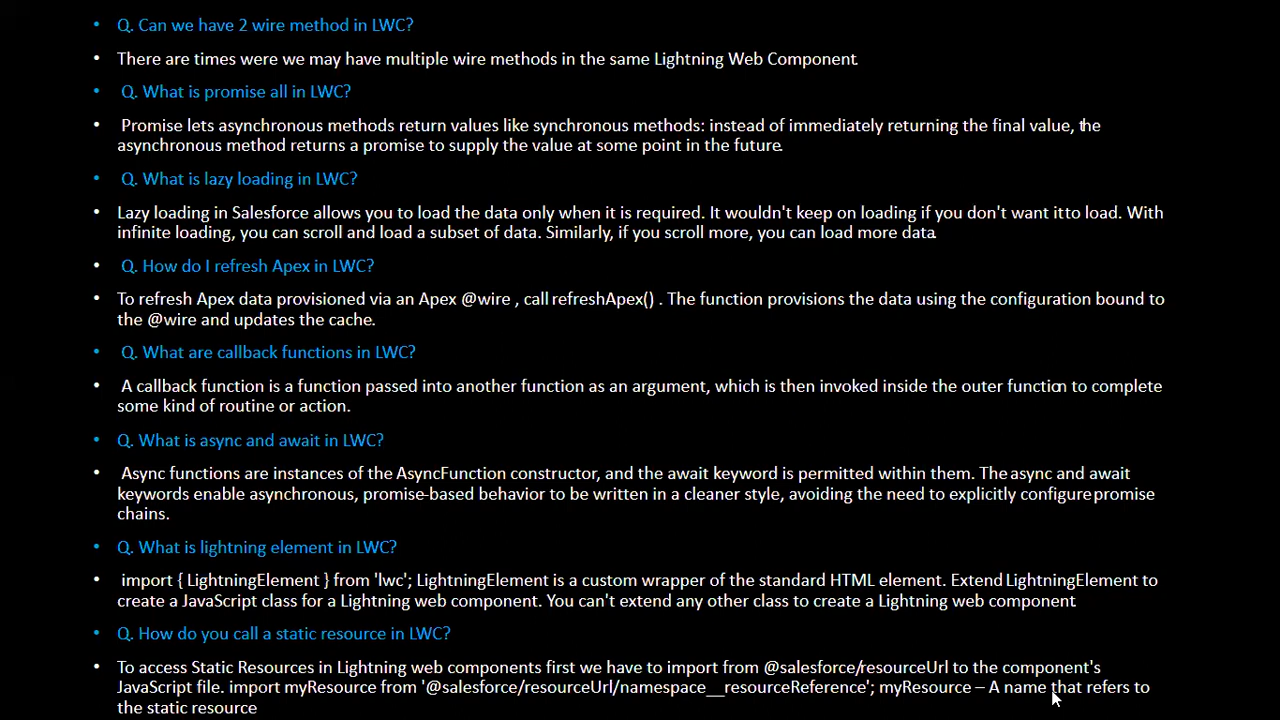 • Q. Can we have 2 wire method in LWC?
• There are times were we may have multiple wire methods in the same Lightning Web Component.
• Q. What is promise all in LWC?
• Promise lets asynchronous methods return values like synchronous methods: instead of immediately returning the final value, the
asynchronous method returns a promise to supply the value at some point in the future.
• Q. What is lazy loading in LWC?
• Lazy loading in Salesforce allows you to load the data only when it is required. It wouldn't keep on loading if you don't want it to load. With
infinite loading, you can scroll and load a subset of data. Similarly, if you scroll more, you can load more data.
• Q. How do I refresh Apex in LWC?
• To refresh Apex data provisioned via an Apex @wire , call refreshApex() . The function provisions the data using the configuration bound to
the @wire and updates the cache.
• Q. What are callback functions in LWC?
• A callback function is a function passed into another function as an argument, which is then invoked inside the outer function to complete
some kind of routine or action.
• Q. What is async and await in LWC?
• Async functions are instances of the AsyncFunction constructor, and the await keyword is permitted within them. The async and await
keywords enable asynchronous, promise-based behavior to be written in a cleaner style, avoiding the need to explicitly configure promise
chains.
• Q. What is lightning element in LWC?
• import { LightningElement } from 'lwc'; LightningElement is a custom wrapper of the standard HTML element. Extend LightningElement to
create a JavaScript class for a Lightning web component. You can't extend any other class to create a Lightning web component.
• Q. How do you call a static resource in LWC?
• To access Static Resources in Lightning web components first we have to import from @salesforce/resourceUrl to the component's
JavaScript file. import myResource from '@salesforce/resourceUrl/namespace__resourceReference'; myResource – A name that refers to
the static resource